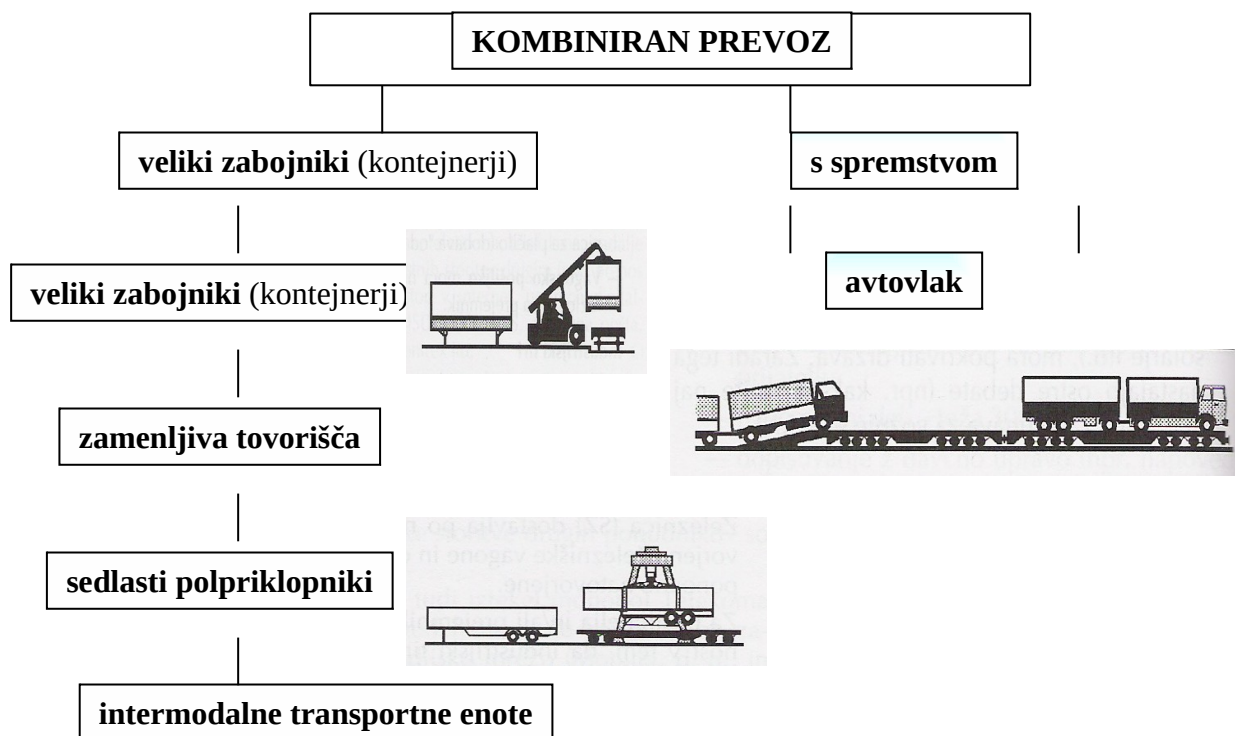 KOMBINIRAN PREVOZ
veliki zabojniki (kontejnerji)
s spremstvom
veliki zabojniki (kontejnerji)
avtovlak
zamenljiva tovorišča
sedlasti polpriklopniki
intermodalne transportne enote